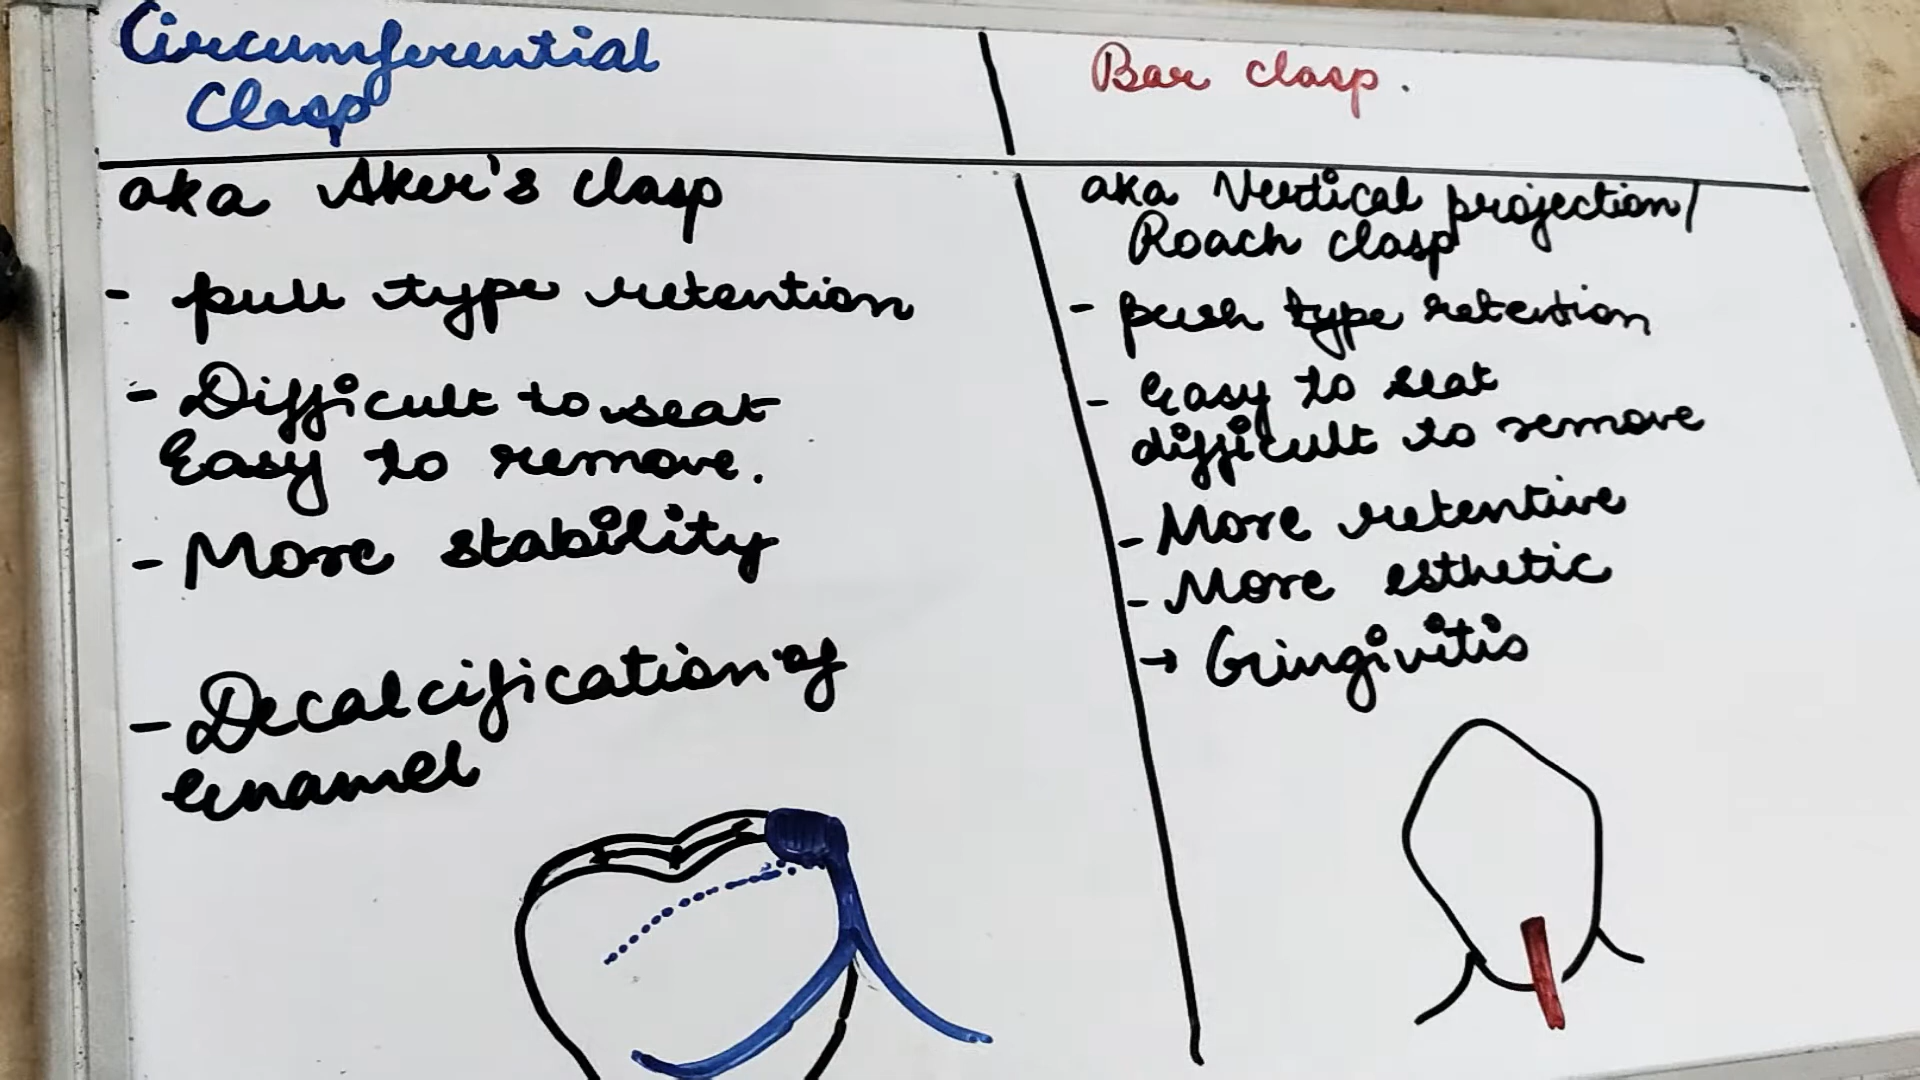 Circumferential
Clasp
aka Aker's clasp
- pull type retention
- Difficult to seat
Easy to remove.
- More stability
- Decalcification of
enamel
Bar clasp.
aka Vertical projection/
Roach clasp
- push type retention
- Easy to seat
difficult to remove
- More retentive
- More esthetic
→ Gingivitis